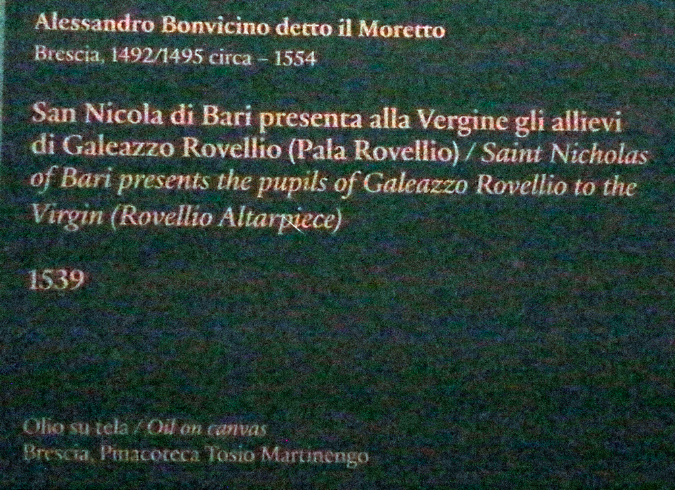 Alessandro Bonvicino detto il Moretto
Brescia, 1492/1495 circa – 1554
San Nicola di Bari presenta alla Vergine gli allievi
di Galeazzo Rovellio (Pala Rovellio) / Saint Nicholas
of Bari presents the pupils of Galeazzo Rovellio to the
Virgin (Rovellio Altarpiece)
1539
Olio su tela / Oil on canvas
Brescia, Pinacoteca Tosio Martinengo